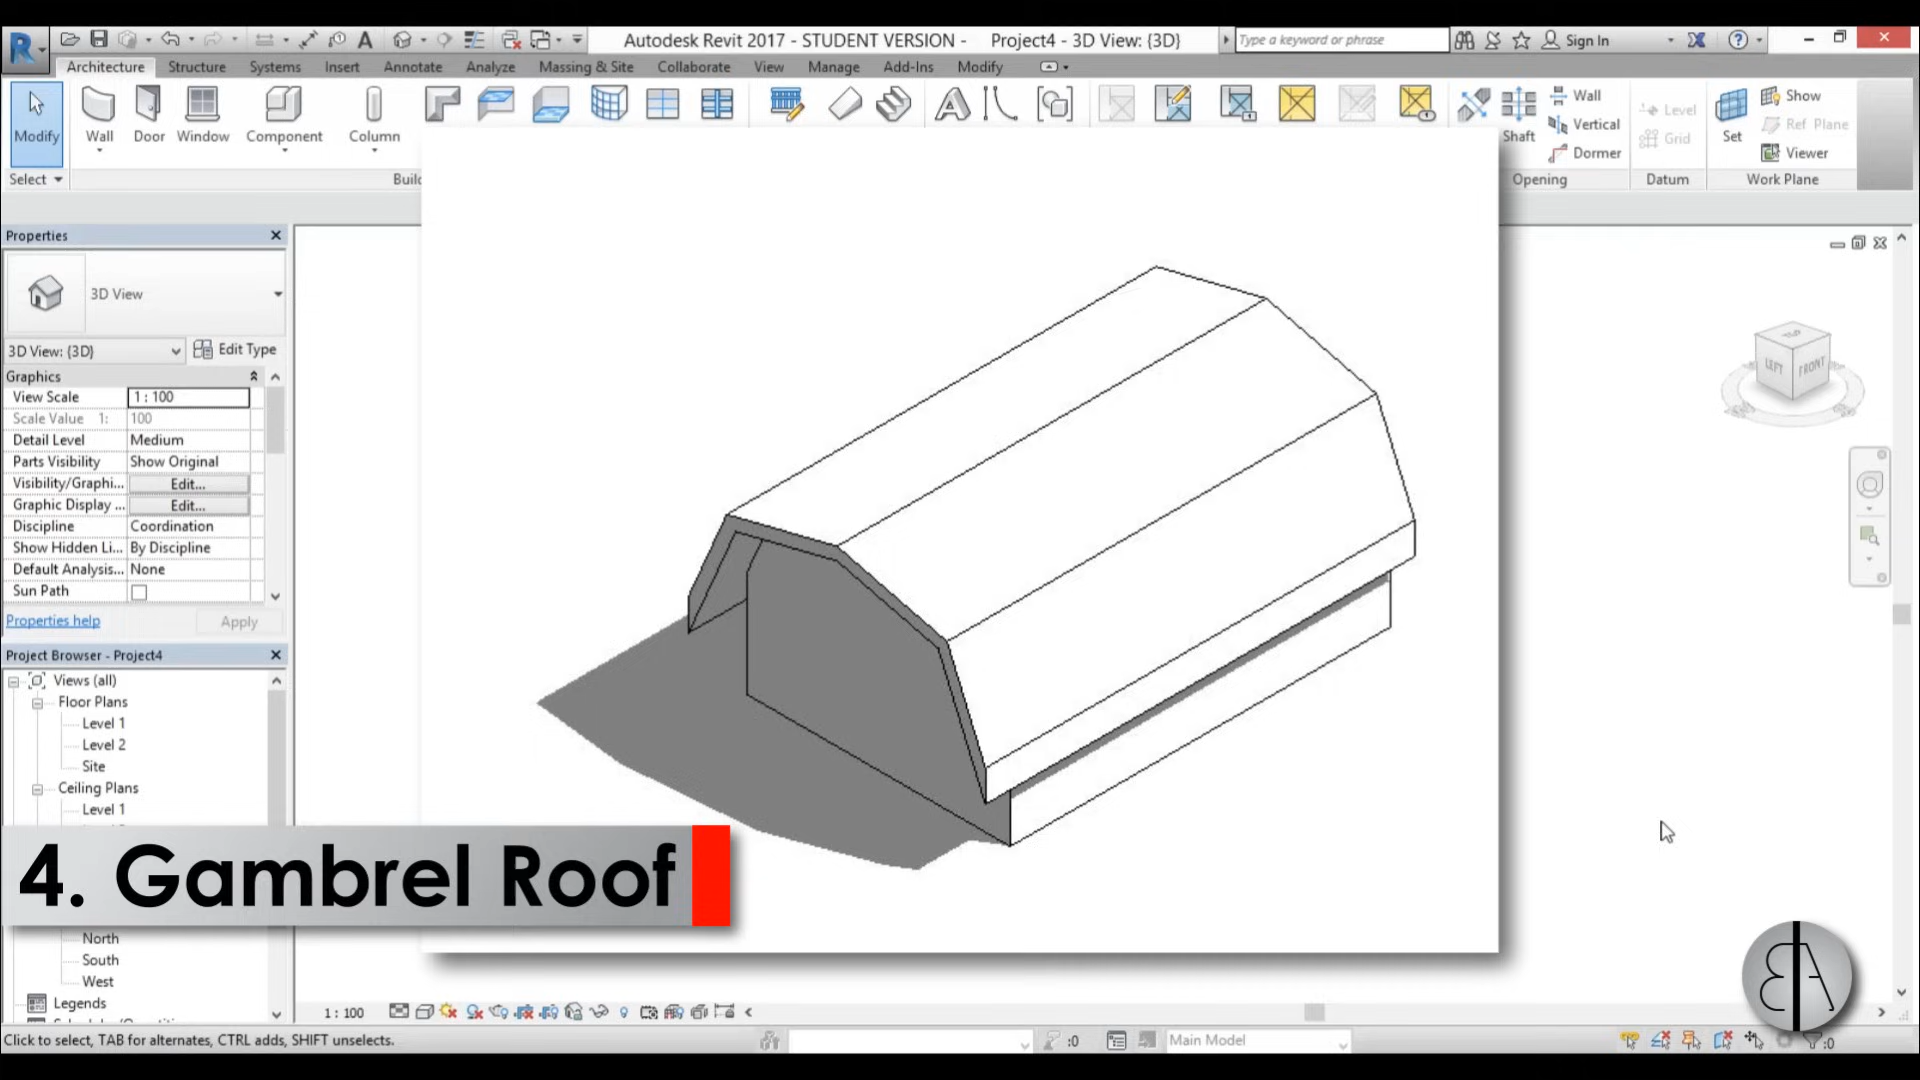 Autodesk Revit 2017 - STUDENT VERSION - Project4 - 3D View: {3D}
Type a keyword or phrase
Sign In
Architecture Structure Systems Insert Annotate Analyze Massing & Site Collaborate View Manage Add-Ins Modify
Modify Wall Door Window Component Column
Shaft Wall Vertical Dormer
Level Grid
Set Show Ref Plane Viewer
Select Opening Datum Work Plane
Properties
3D View
3D View: {3D} Edit Type
Graphics
View Scale 1 : 100
Scale Value 1: 100
Detail Level Medium
Parts Visibility Show Original
Visibility/Graphi... Edit...
Graphic Display ... Edit...
Discipline Coordination
Show Hidden Li... By Discipline
Default Analysis... None
Sun Path
Properties help Apply
Project Browser - Project4
Views (all)
Floor Plans
Level 1
Level 2
Site
Ceiling Plans
Level 1
4. Gambrel Roof
North
South
West
Legends
LEFT FRONT
1 : 100
Click to select, TAB for alternates, CTRL adds, SHIFT unselects.
:0
Main Model
:0